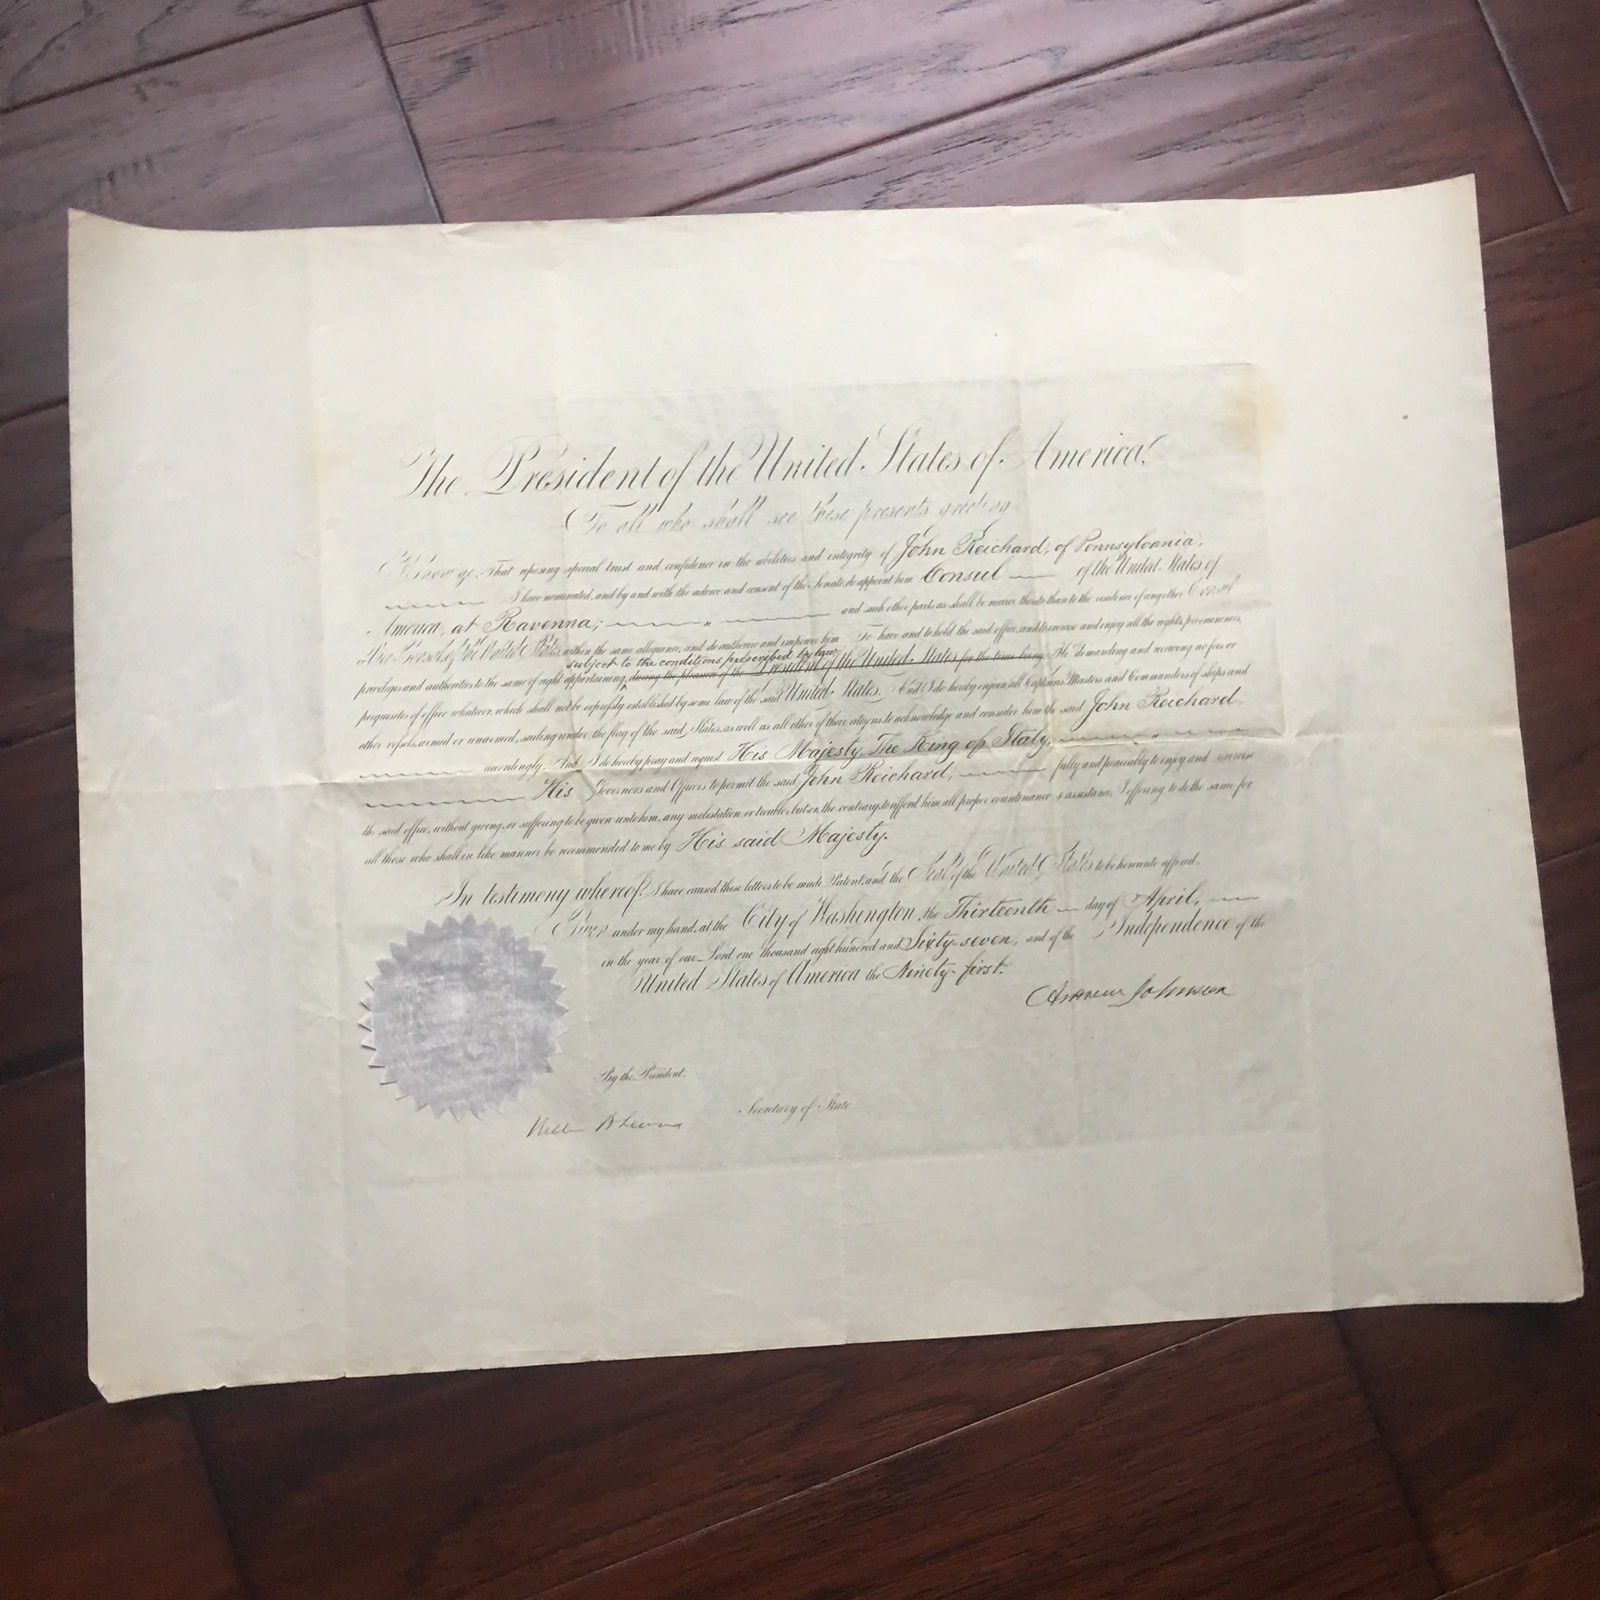 The President of the United States of America.
To all who shall see these presents greeting
Know ye, That reposing special trust and confidence in the abilities and integrity of John Reichard, of Pennsylvania,
I have nominated, and by and with the advice and consent of the Senate, do appoint him Consul of the United States of
America, at Ravenna; and such other parts as shall be nearer thereto than to the residence of any other Consul
Vice Consul of the United States within the same allegiance, and do authorise and empower him To have and to hold the said office, and to exercise and enjoy all the rights, preeminences,
subject to the conditions prescribed by law.
privileges and authorities to the same of right appertaining, during the pleasure of the President of the United States for the time being. He demanding and receiving no fees or
perquisites of office whatever, which shall not be expressly established by some law of the said United States. And I do hereby enjoin all Captains Masters and Commanders of ships and
other vessels, armed or unarmed, sailing under the flag of the said States, as well as all other of their citizens, to acknowledge and consider him the said John Reichard,
accordingly. And I do hereby pray and request His Majesty, The King of Italy,
His Governors and Officers to permit the said John Reichard, fully and peaceably to enjoy and exercise
the said office, without giving, or suffering to be given unto him, any molestation or trouble, but on the contrary, to afford him all proper countenance & assistance. I offering to do the same for
all those who shall in like manner be recommended to me by His said Majesty.
In testimony whereof, I have caused these letters to be made Patent, and the Seal of the United States to be hereunto affixed.
Given under my hand, at the City of Washington, the Thirteenth day of April,
in the year of our Lord one thousand eight hundred and Sixty-seven, and of the Independence of the
United States of America the Ninety-first.
Andrew Johnson
By the President.
Secretary of State